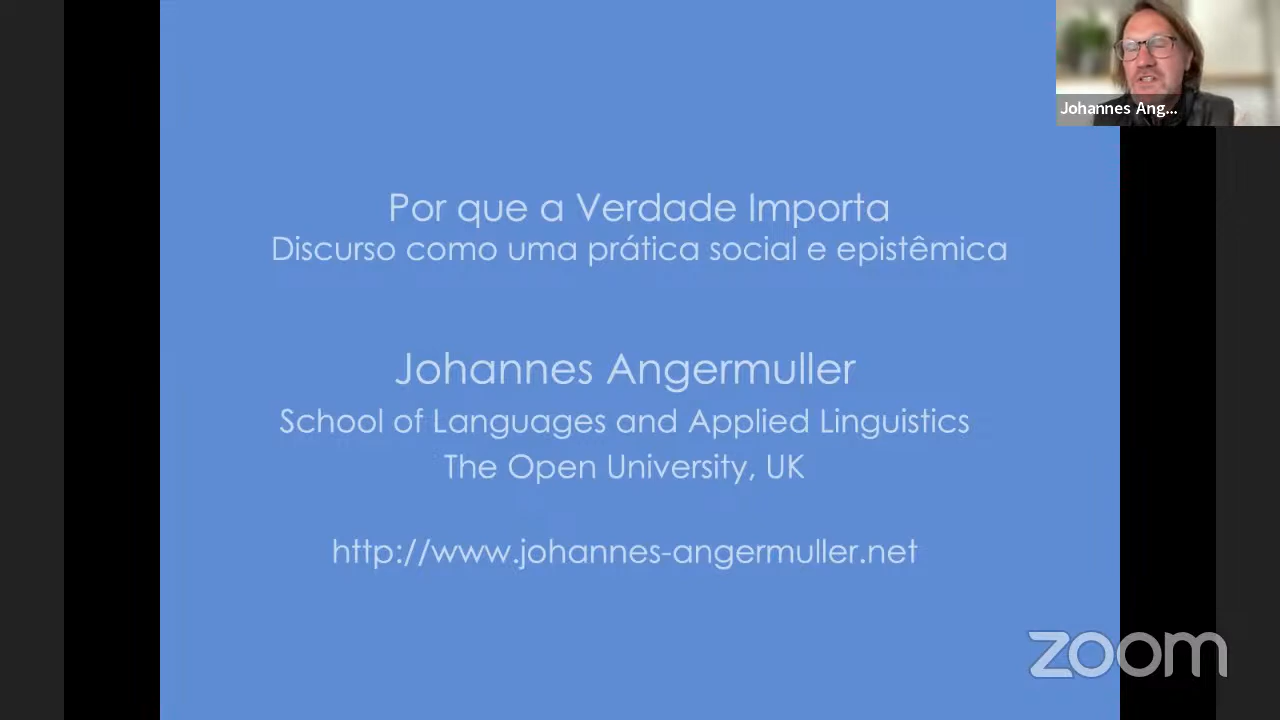 Johannes Ang...
Por que a Verdade Importa
Discurso como uma prática social e epistêmica
Johannes Angermuller
School of Languages and Applied Linguistics
The Open University, UK
http://www.johannes-angermuller.net
zoom